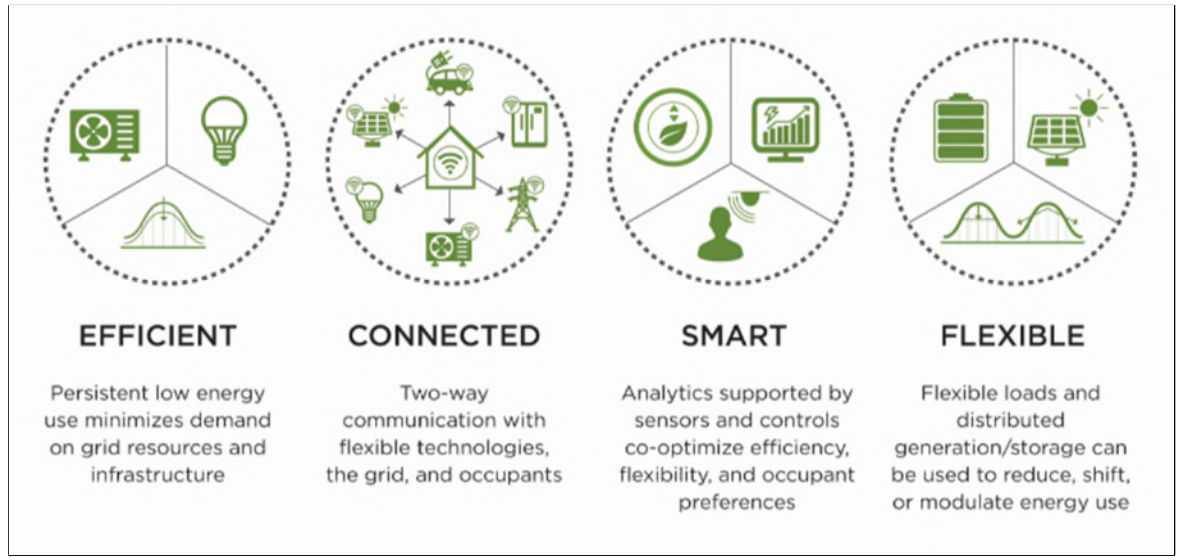 EFFICIENT
Persistent low energy
use minimizes demand
on grid resources and
infrastructure
CONNECTED
Two-way
communication with
flexible technologies,
the grid, and occupants
SMART
Analytics supported by
sensors and controls
co-optimize efficiency,
flexibility, and occupant
preferences
FLEXIBLE
Flexible loads and
distributed
generation/storage can
be used to reduce, shift,
or modulate energy use